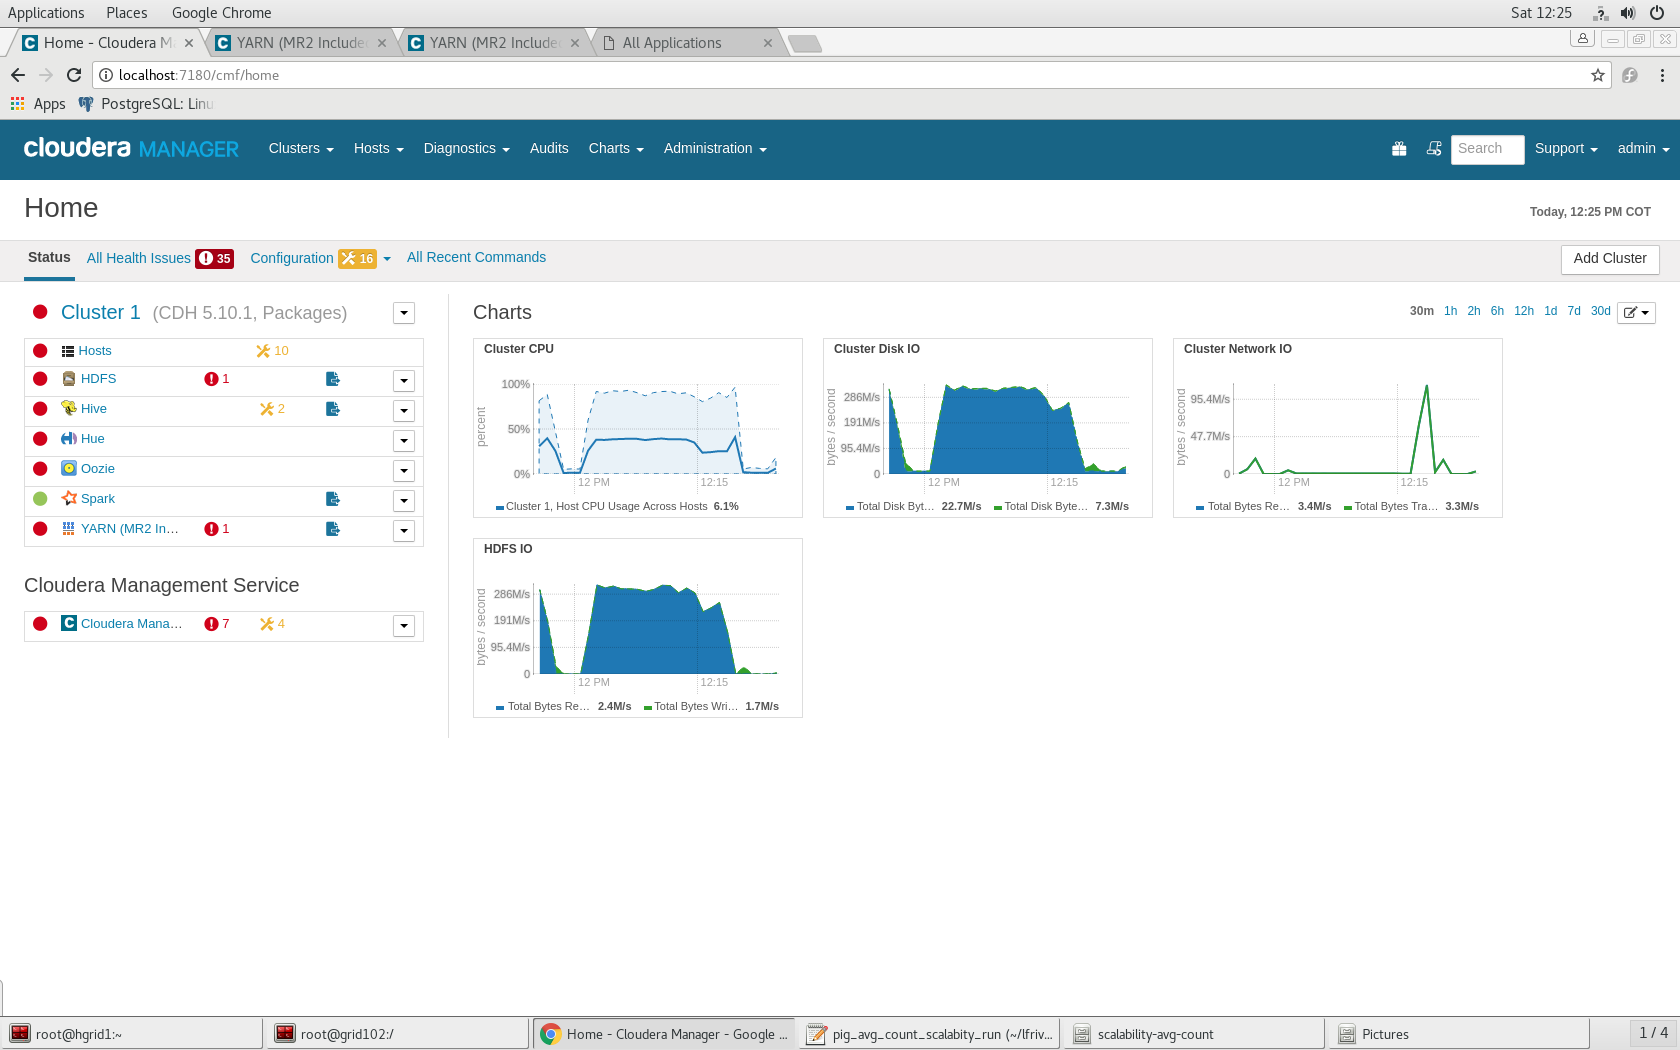 Applications Places Google Chrome Sat 12:25
Home - Cloudera M YARN (MR2 Include YARN (MR2 Include All Applications
localhost:7180/cmf/home
Apps PostgreSQL: Linu
cloudera MANAGER Clusters Hosts Diagnostics Audits Charts Administration Search Support admin
Home
Today, 12:25 PM COT
Status All Health Issues 35 Configuration 16 All Recent Commands Add Cluster
Cluster 1 (CDH 5.10.1, Packages)
Hosts 10
HDFS 1
Hive 2
Hue
Oozie
Spark
YARN (MR2 In... 1
Cloudera Management Service
Cloudera Mana... 7 4
Charts 30m 1h 2h 6h 12h 1d 7d 30d
Cluster CPU
percent
100%
50%
0%
12 PM 12:15
Cluster 1, Host CPU Usage Across Hosts 6.1%
Cluster Disk IO
bytes / second
286M/s
191M/s
95.4M/s
0
12 PM 12:15
Total Disk Byt... 22.7M/s Total Disk Byte... 7.3M/s
Cluster Network IO
bytes / second
95.4M/s
47.7M/s
0
12 PM 12:15
Total Bytes Re... 3.4M/s Total Bytes Tra... 3.3M/s
HDFS IO
bytes / second
286M/s
191M/s
95.4M/s
0
12 PM 12:15
Total Bytes Re... 2.4M/s Total Bytes Wri... 1.7M/s
root@hgrid1:~ root@grid102:/ Home - Cloudera Manager - Google ... pig_avg_count_scalabity_run (~/lfriv... scalability-avg-count Pictures 1 / 4